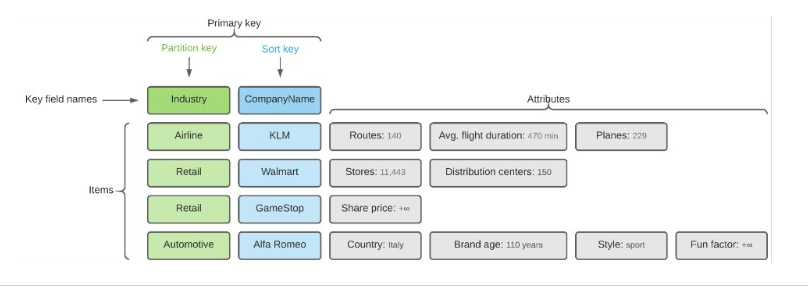 Primary key
Partition key Sort key
Key field names Industry CompanyName Attributes
Airline KLM Routes: 140 Avg. flight duration: 470 min Planes: 229
Retail Walmart Stores: 11,443 Distribution centers: 150
Items
Retail GameStop Share price: +∞
Automotive Alfa Romeo Country: Italy Brand age: 110 years Style: sport Fun factor: +∞